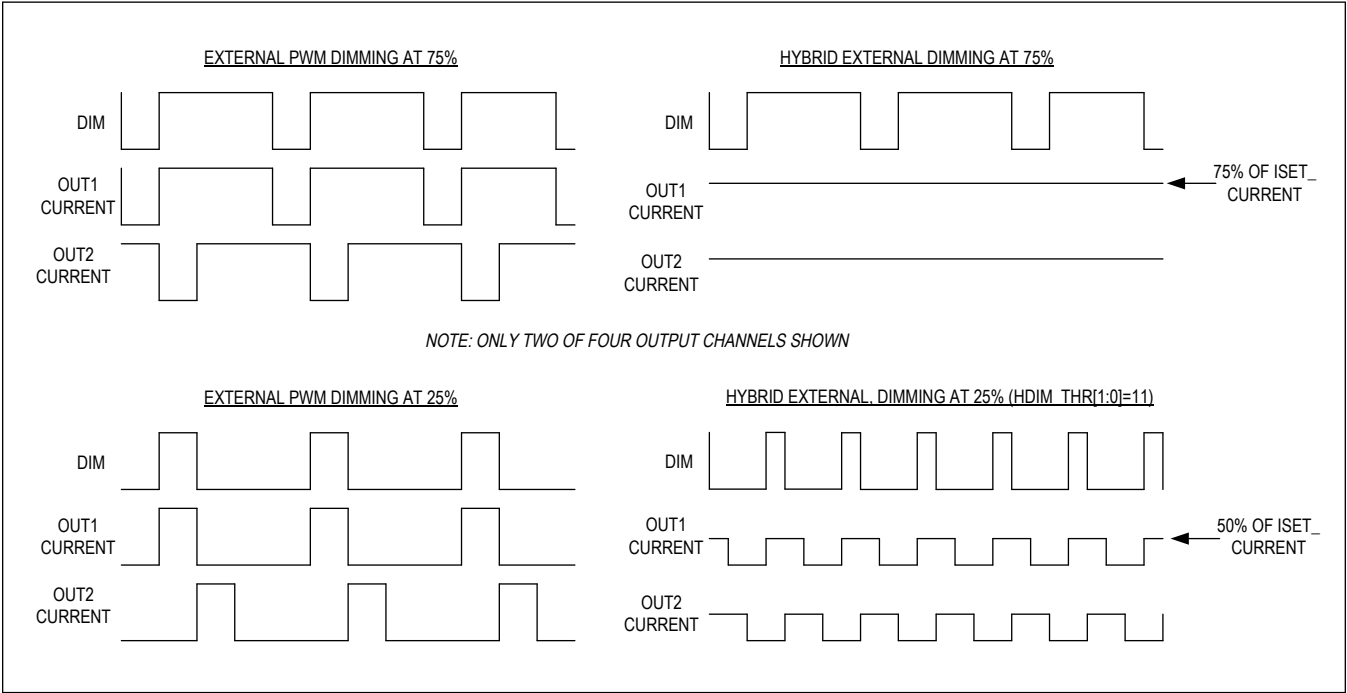 EXTERNAL PWM DIMMING AT 75%
DIM
OUT1
CURRENT
OUT2
CURRENT
HYBRID EXTERNAL DIMMING AT 75%
DIM
OUT1
CURRENT
75% OF ISET_
CURRENT
OUT2
CURRENT
NOTE: ONLY TWO OF FOUR OUTPUT CHANNELS SHOWN
EXTERNAL PWM DIMMING AT 25%
DIM
OUT1
CURRENT
OUT2
CURRENT
HYBRID EXTERNAL, DIMMING AT 25% (HDIM_THR[1:0]=11)
DIM
OUT1
CURRENT
50% OF ISET_
CURRENT
OUT2
CURRENT